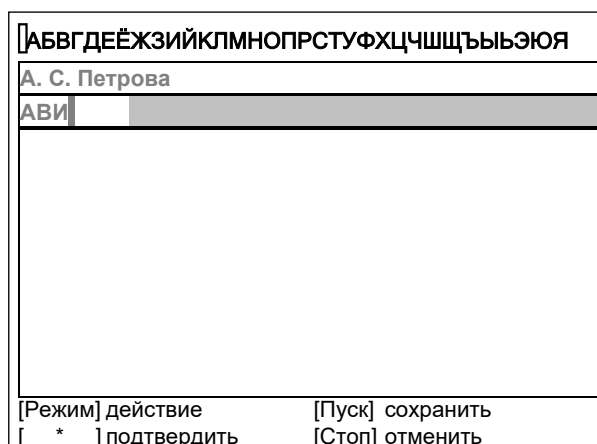 АБВГДЕЁЖЗИЙКЛМНОПРСТУФХЦЧШЩЪЫЬЭЮЯ
А. С. Петрова
АВИ
[Режим] действие [Пуск] сохранить
[ * ] подтвердить [Стоп] отменить